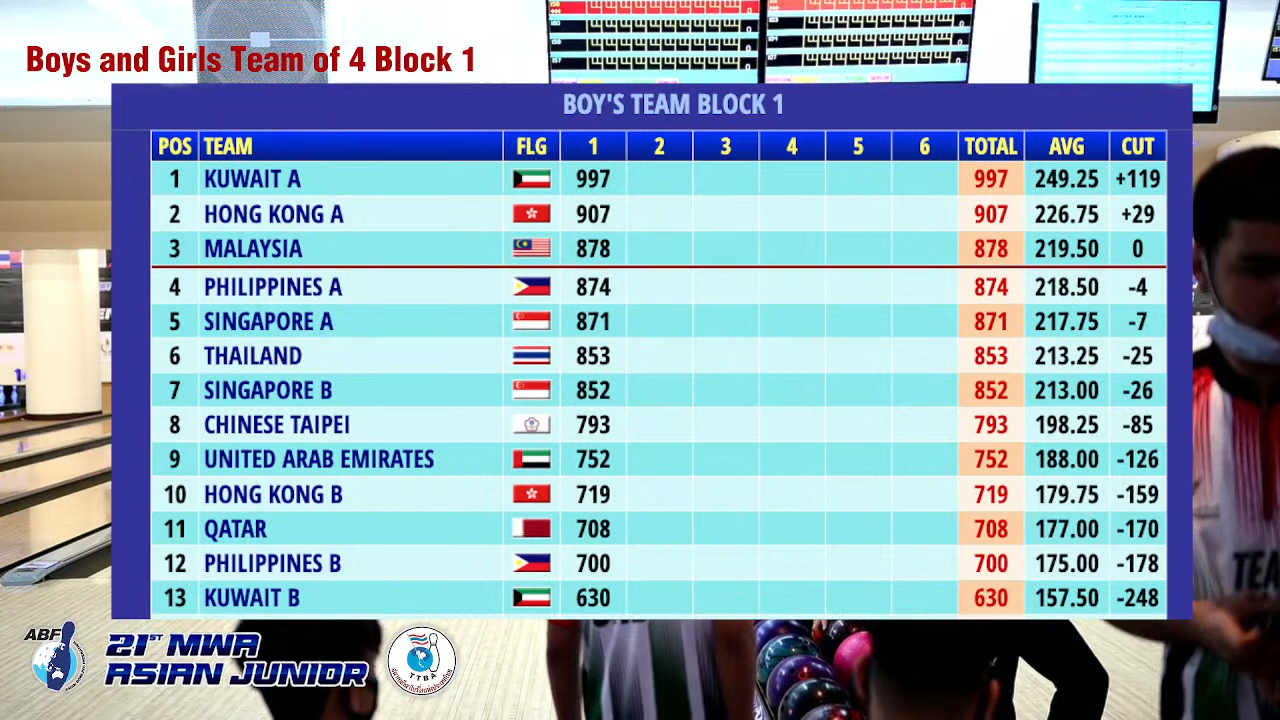 Boys and Girls Team of 4 Block 1
BOY'S TEAM BLOCK 1
POS TEAM FLG 1 2 3 4 5 6 TOTAL AVG CUT
1 KUWAIT A 997 997 249.25 +119
2 HONG KONG A 907 907 226.75 +29
3 MALAYSIA 878 878 219.50 0
4 PHILIPPINES A 874 874 218.50 -4
5 SINGAPORE A 871 871 217.75 -7
6 THAILAND 853 853 213.25 -25
7 SINGAPORE B 852 852 213.00 -26
8 CHINESE TAIPEI 793 793 198.25 -85
9 UNITED ARAB EMIRATES 752 752 188.00 -126
10 HONG KONG B 719 719 179.75 -159
11 QATAR 708 708 177.00 -170
12 PHILIPPINES B 700 700 175.00 -178
13 KUWAIT B 630 630 157.50 -248
TEA
ABF
21ST MWA
ASIAN JUNIOR
TTBA